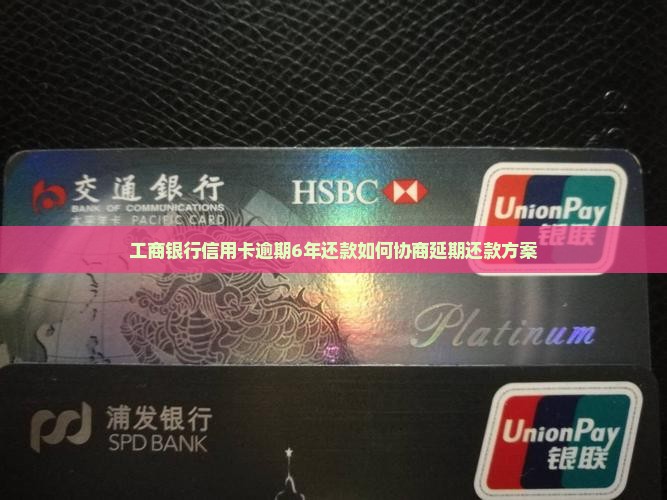 交通銀行 HSBC
BANK OF COMMUNICATIONS
太平洋卡 PACIFIC CARD
UnionPay
银联
工商银行信用卡逾期6年还款如何协商延期还款方案
Platinum
浦发银行
SPD BANK
UnionPay
银联